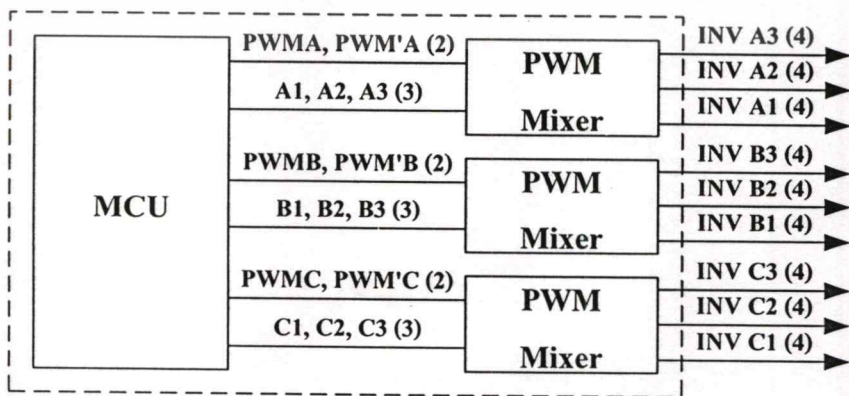 MCU
PWMA, PWM'A (2)
A1, A2, A3 (3)
PWM
Mixer
INV A3 (4)
INV A2 (4)
INV A1 (4)
PWMB, PWM'B (2)
B1, B2, B3 (3)
PWM
Mixer
INV B3 (4)
INV B2 (4)
INV B1 (4)
PWMC, PWM'C (2)
C1, C2, C3 (3)
PWM
Mixer
INV C3 (4)
INV C2 (4)
INV C1 (4)